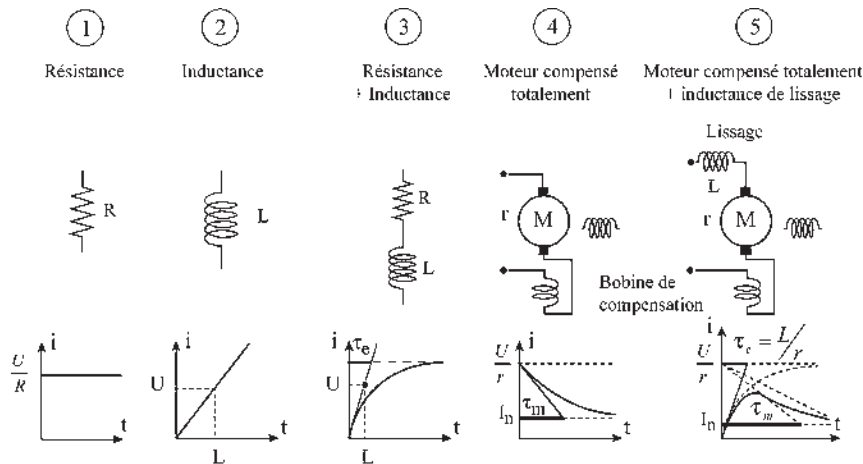 1
Résistance
R
U
R
i
t
2
Inductance
L
i
U
t
L
3
Résistance
+ Inductance
R
L
i
τe
U
t
L
4
Moteur compensé
totalement
r
M
Bobine de
compensation
i
U
r
τm
In
t
5
Moteur compensé totalement
+ inductance de lissage
Lissage
L
r
M
i
τe = L/r
U
r
τm
In
t